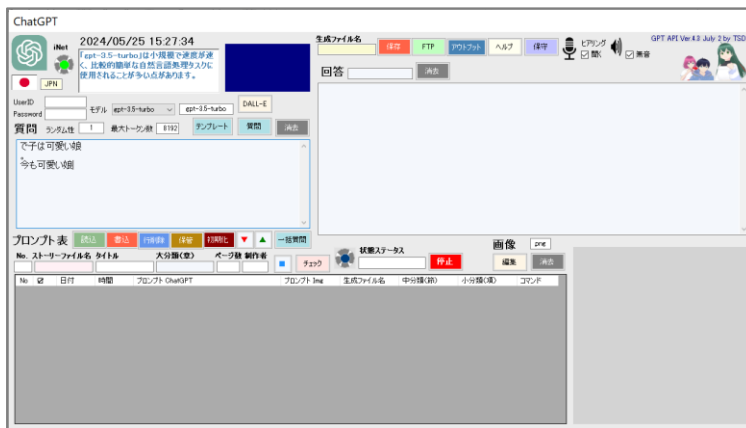 ChatGPT
iNet
2024/05/25 15:27:34
「gpt-3.5-turbo」は小規模で速度が速
く、比較的簡単な自然言語処理タスクに
使用されることが多い点があります。
JPN
生成ファイル名
保存
FTP
アウトプット
ヘルプ
保守
ヒアリング
聞く
無音
GPT API Ver.4.3 July 2 by TSD
回答
消去
UserID
Password
モデル
gpt-3.5-turbo
gpt-3.5-turbo
DALL-E
質問
ランダム性
1
最大トークン数
8192
テンプレート
質問
消去
で子は可愛い娘
今も可愛い娘
プロンプト表
読込
書込
行削除
保管
初期化
▼
▲
一括質問
No.
ストーリーファイル名
タイトル
大分類(章)
ページ数
制作者
チェック
状態ステータス
停止
画像
png
編集
消去
No
日付
時間
プロンプト ChatGPT
プロンプト Img
生成ファイル名
中分類(節)
小分類(項)
コマンド